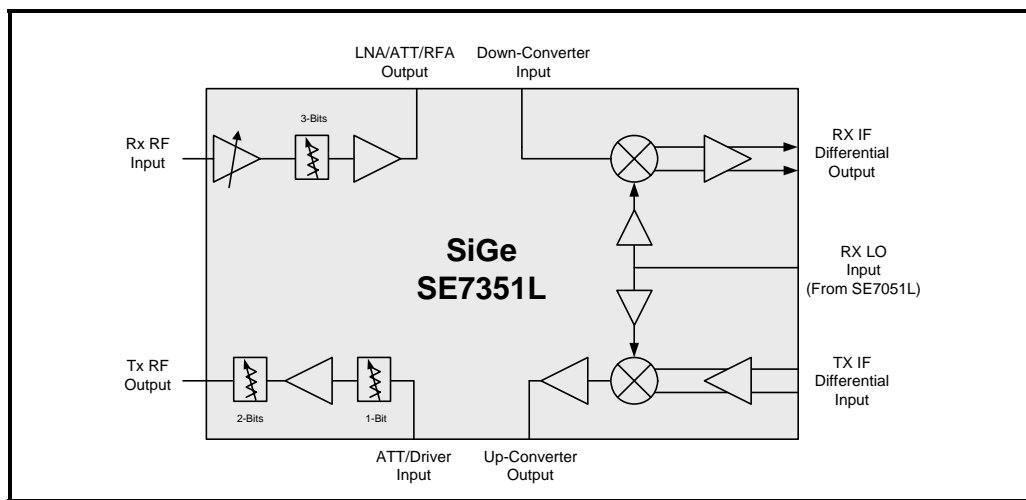 LNA/ATT/RFA
Output
Down-Converter
Input
3-Bits
Rx RF
Input
RX IF
Differential
Output
SiGe
SE7351L
RX LO
Input
(From SE7051L)
Tx RF
Output
2-Bits
1-Bit
TX IF
Differential
Input
ATT/Driver
Input
Up-Converter
Output